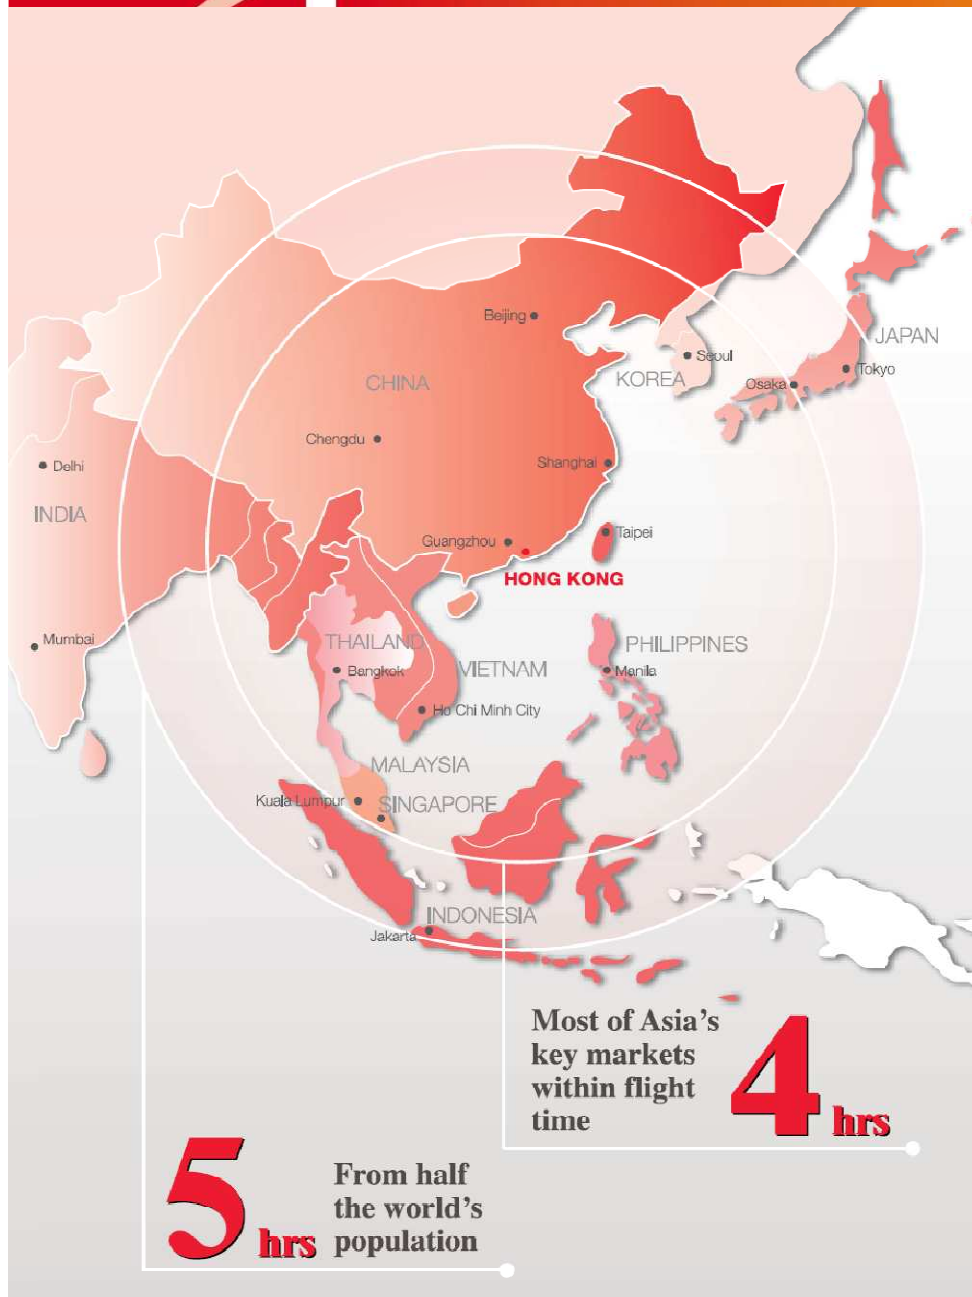 Beijing
JAPAN
Seoul
Tokyo
KOREA
CHINA
Osaka
Chengdu
Shanghai
Delhi
INDIA
Taipei
Guangzhou
HONG KONG
Mumbai
THAILAND
PHILIPPINES
Bangkok
VIETNAM
Manila
Ho Chi Minh City
MALAYSIA
Kuala Lumpur
SINGAPORE
INDONESIA
Jakarta
Most of Asia's
key markets
within flight
time
4 hrs
5 hrs
From half
the world's
population